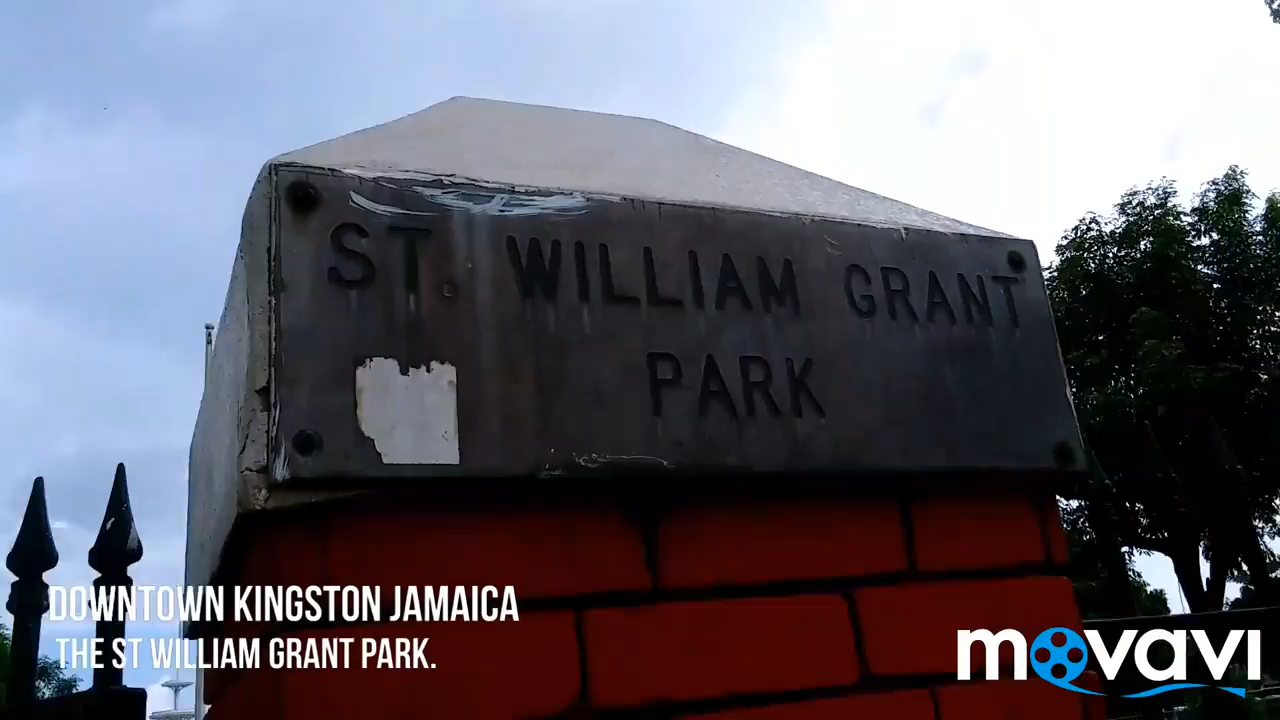 ST. WILLIAM GRANT
PARK
DOWNTOWN KINGSTON JAMAICA
THE ST WILLIAM GRANT PARK.
movavi